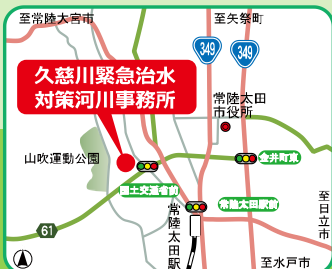 至常陸大宮市
至矢祭町
349
349
久慈川緊急治水
対策河川事務所
常陸太田
市役所
山吹運動公園
金井町東
国土交通省前
常陸太田駅前
61
常陸太田駅
至日立市
至水戸市